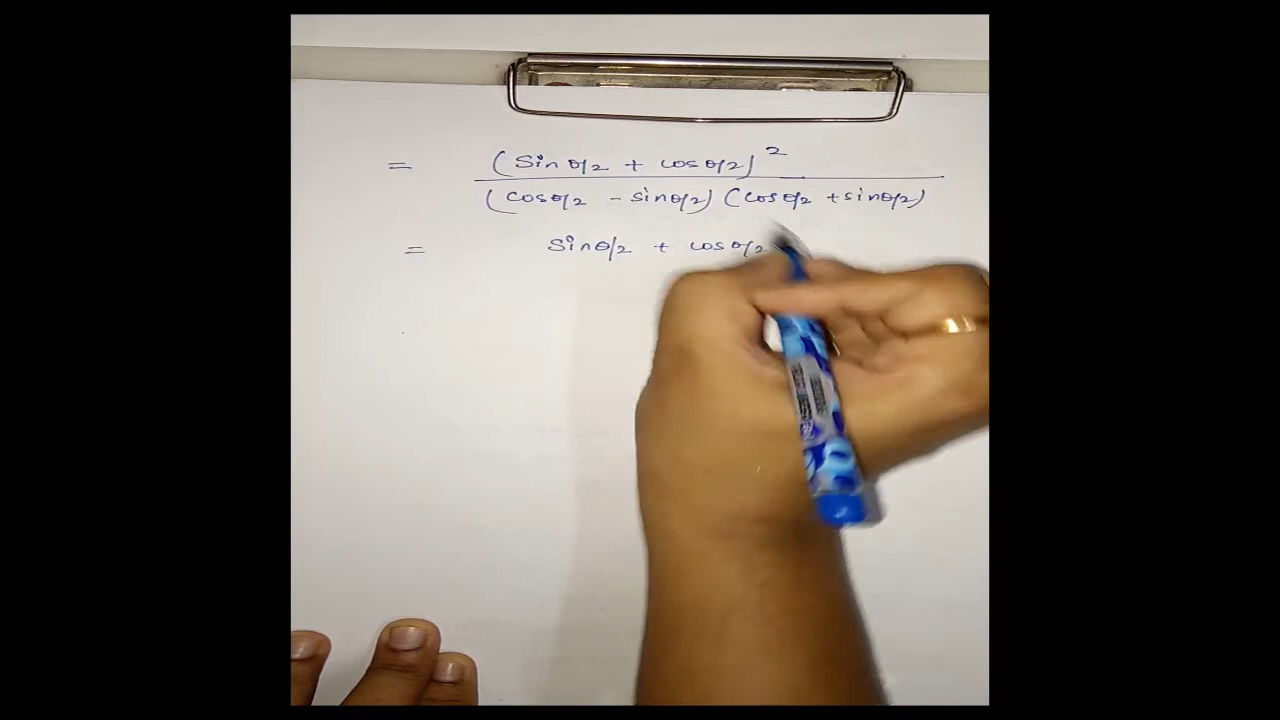 = (sin θ/2 + cos θ/2)²
(cos θ/2 - sin θ/2) (cos θ/2 + sin θ/2)
= sin θ/2 + cos θ/2